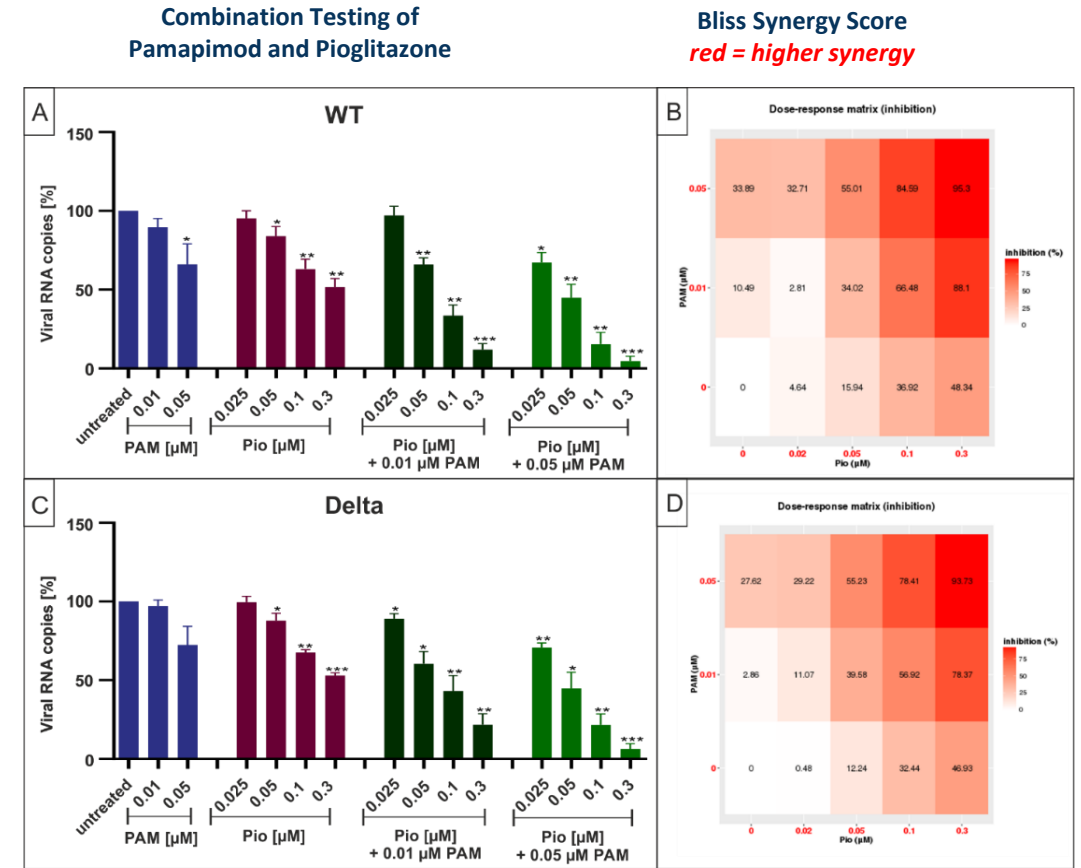 Combination Testing of
Pamapimod and Pioglitazone
Bliss Synergy Score
red = higher synergy
A
WT
Viral RNA copies [%]
150
100
50
0
*
*
**
**
**
**
***
*
**
**
***
untreated
0.01
0.05
0.025
0.05
0.1
0.3
0.025
0.05
0.1
0.3
0.025
0.05
0.1
0.3
PAM [µM]
Pio [µM]
Pio [µM]
+ 0.01 µM PAM
Pio [µM]
+ 0.05 µM PAM
B
Dose-response matrix (inhibition)
PAM (µM)
0.05
33.89 32.71 55.01 84.59 95.3
0.01
10.49 2.81 34.02 66.48 88.1
0
0 4.64 15.94 36.92 48.34
0 0.02 0.05 0.1 0.3
Pio (µM)
inhibition (%)
75
50
25
0
C
Delta
Viral RNA copies [%]
150
100
50
0
*
**
***
*
*
**
**
**
*
**
***
untreated
0.01
0.05
0.025
0.05
0.1
0.3
0.025
0.05
0.1
0.3
0.025
0.05
0.1
0.3
PAM [µM]
Pio [µM]
Pio [µM]
+ 0.01 µM PAM
Pio [µM]
+ 0.05 µM PAM
D
Dose-response matrix (inhibition)
PAM (µM)
0.05
27.62 29.22 55.23 78.41 93.73
0.01
2.86 11.07 39.58 56.92 78.37
0
0 0.48 12.24 32.44 46.93
0 0.02 0.05 0.1 0.3
Pio (µM)
inhibition (%)
75
50
25
0